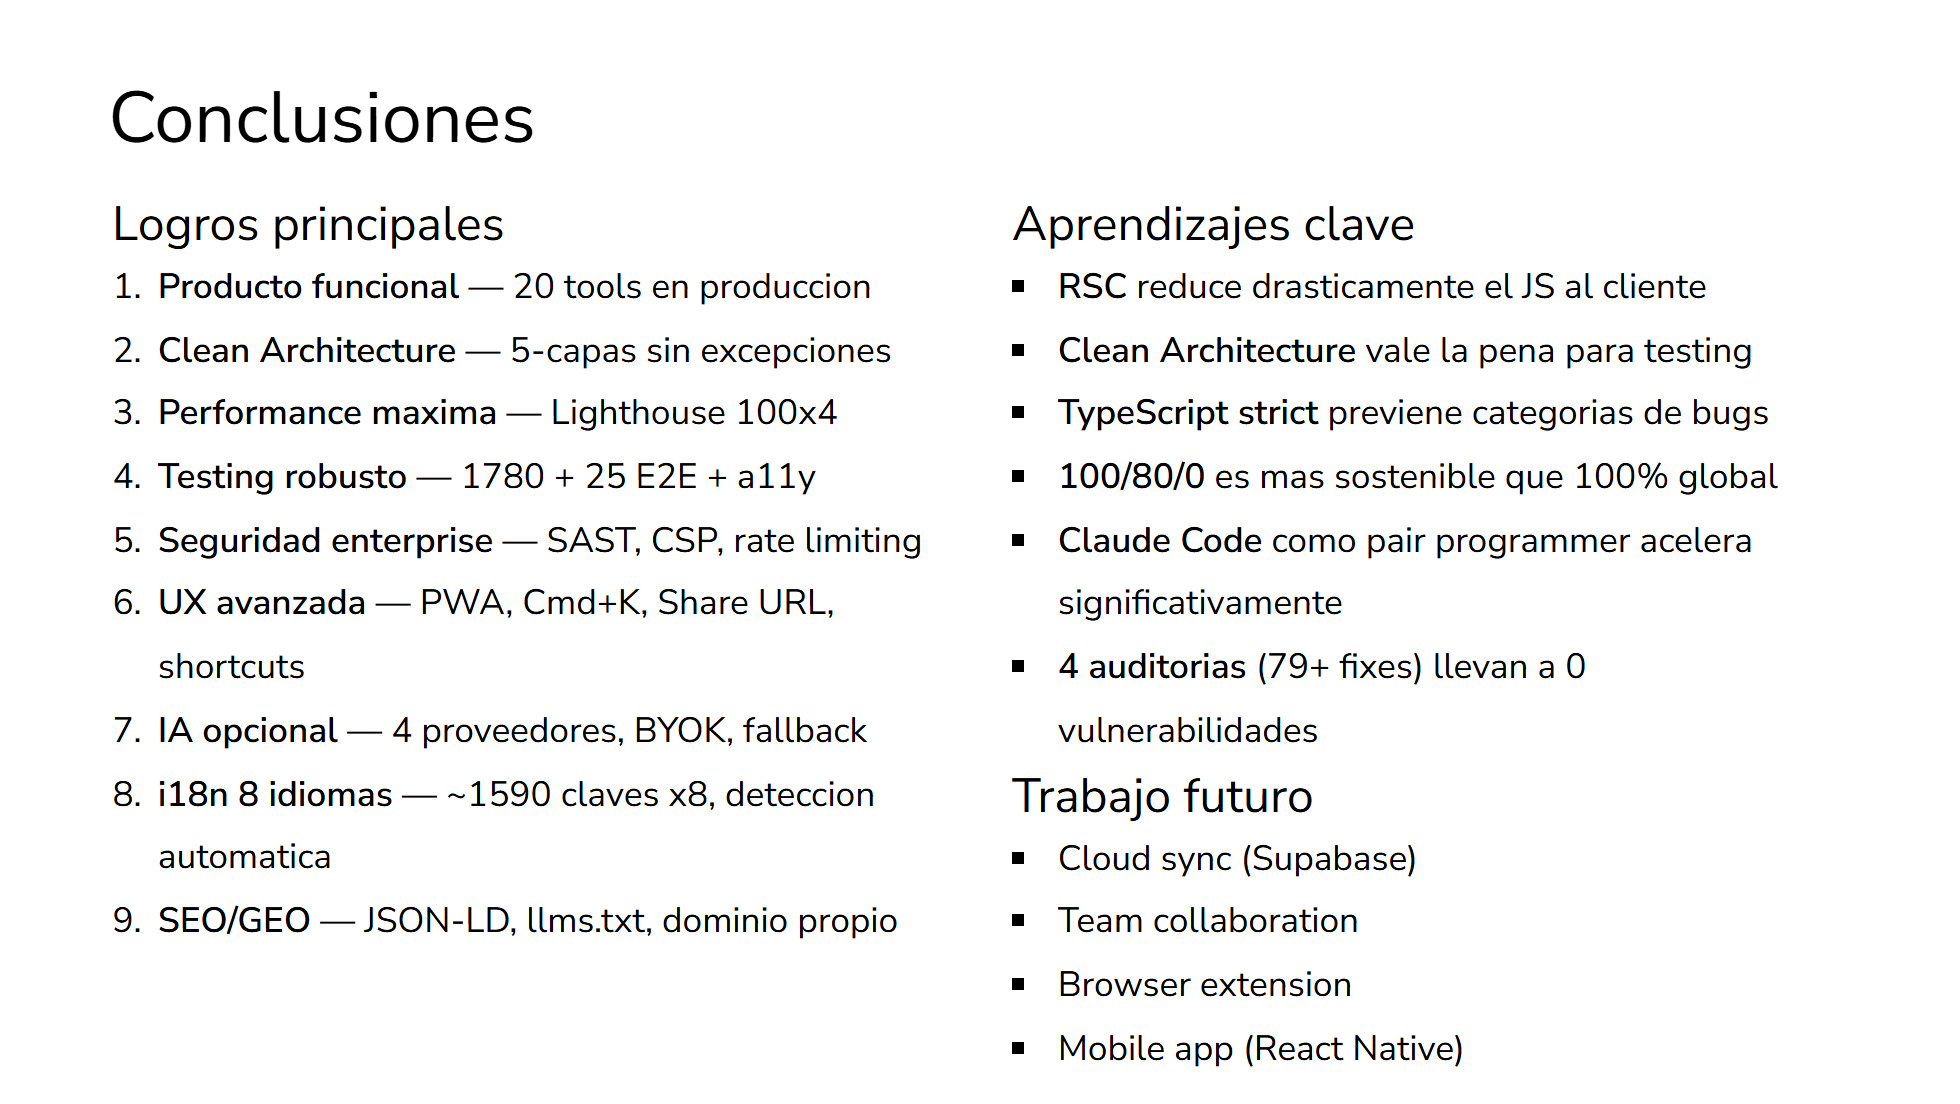 Conclusiones
Logros principales
1. Producto funcional — 20 tools en produccion
2. Clean Architecture — 5-capas sin excepciones
3. Performance maxima — Lighthouse 100x4
4. Testing robusto — 1780 + 25 E2E + a11y
5. Seguridad enterprise — SAST, CSP, rate limiting
6. UX avanzada — PWA, Cmd+K, Share URL,
shortcuts
7. IA opcional — 4 proveedores, BYOK, fallback
8. i18n 8 idiomas — ~1590 claves x8, deteccion
automatica
9. SEO/GEO — JSON-LD, llms.txt, dominio propio
Aprendizajes clave
▪ RSC reduce drasticamente el JS al cliente
▪ Clean Architecture vale la pena para testing
▪ TypeScript strict previene categorias de bugs
▪ 100/80/0 es mas sostenible que 100% global
▪ Claude Code como pair programmer acelera
significativamente
▪ 4 auditorias (79+ fixes) llevan a 0
vulnerabilidades
Trabajo futuro
▪ Cloud sync (Supabase)
▪ Team collaboration
▪ Browser extension
▪ Mobile app (React Native)